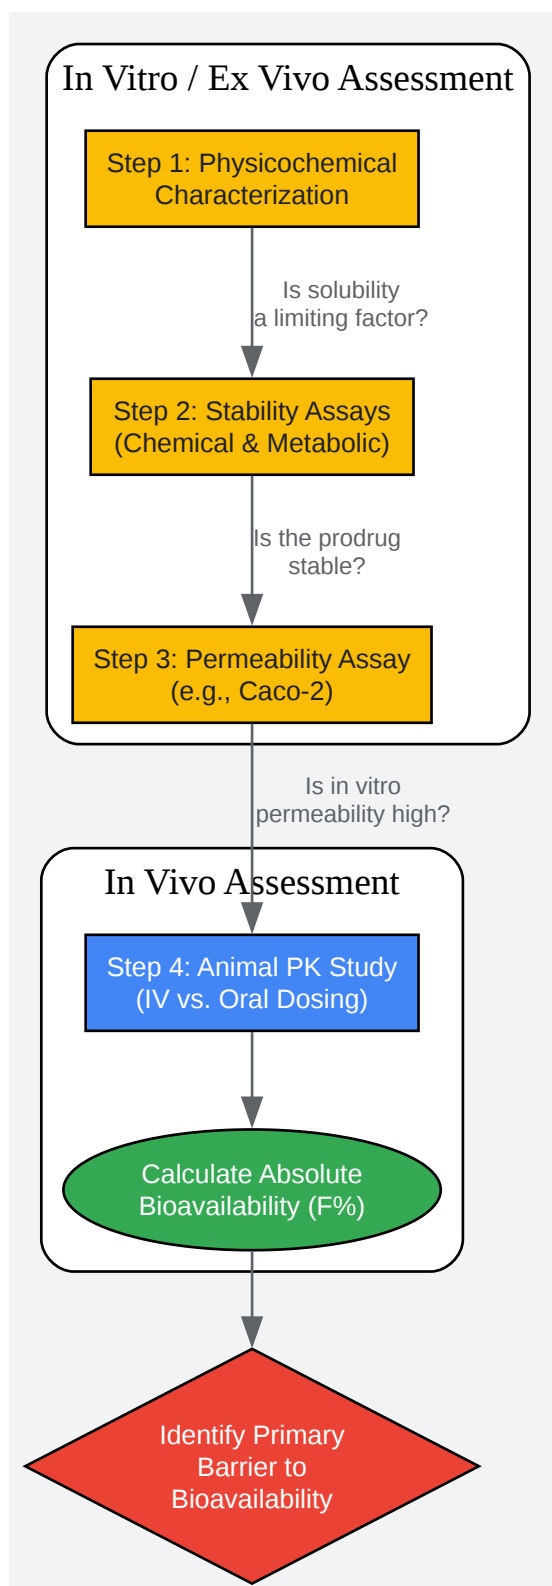 In Vitro / Ex Vivo Assessment
Step 1: Physicochemical
Characterization
Is solubility
a limiting factor?
Step 2: Stability Assays
(Chemical & Metabolic)
Is the prodrug
stable?
Step 3: Permeability Assay
(e.g., Caco-2)
Is in vitro
permeability high?
In Vivo Assessment
Step 4: Animal PK Study
(IV vs. Oral Dosing)
Calculate Absolute
Bioavailability (F%)
Identify Primary
Barrier to
Bioavailability